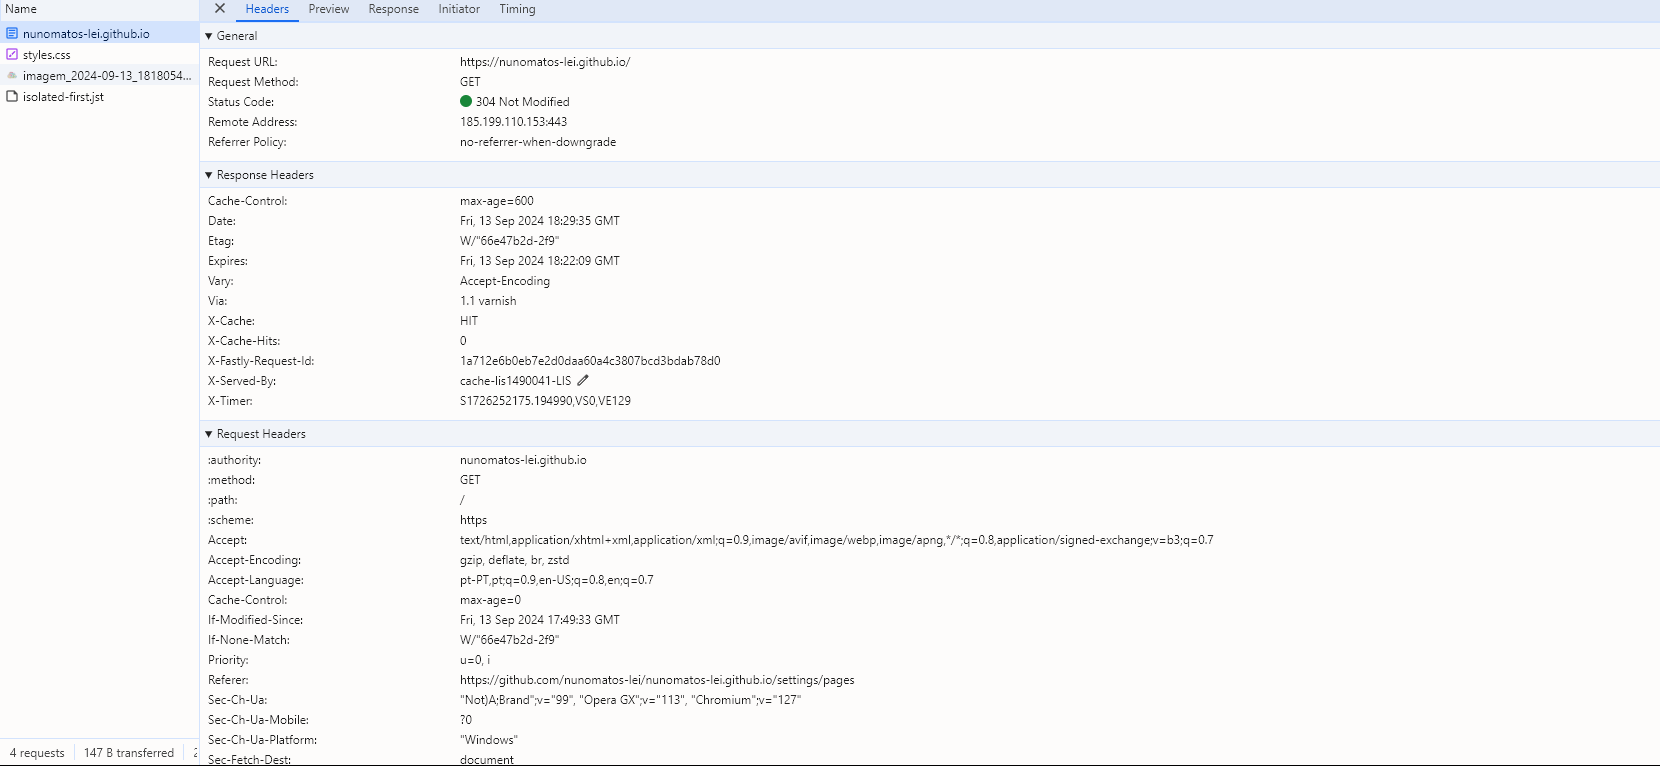 Name
Headers Preview Response Initiator Timing
nunomatos-lei.github.io
styles.css
imagem_2024-09-13_1818054...
isolated-first.jst
General
Request URL: https://nunomatos-lei.github.io/
Request Method: GET
Status Code: 304 Not Modified
Remote Address: 185.199.110.153:443
Referrer Policy: no-referrer-when-downgrade
Response Headers
Cache-Control: max-age=600
Date: Fri, 13 Sep 2024 18:29:35 GMT
Etag: W/"66e47b2d-2f9"
Expires: Fri, 13 Sep 2024 18:22:09 GMT
Vary: Accept-Encoding
Via: 1.1 varnish
X-Cache: HIT
X-Cache-Hits: 0
X-Fastly-Request-Id: 1a712e6b0eb7e2d0daa60a4c3807bcd3bdab78d0
X-Served-By: cache-lis1490041-LIS
X-Timer: S1726252175.194990,VS0,VE129
Request Headers
:authority: nunomatos-lei.github.io
:method: GET
:path: /
:scheme: https
Accept: text/html,application/xhtml+xml,application/xml;q=0.9,image/avif,image/webp,image/apng,*/*;q=0.8,application/signed-exchange;v=b3;q=0.7
Accept-Encoding: gzip, deflate, br, zstd
Accept-Language: pt-PT,pt;q=0.9,en-US;q=0.8,en;q=0.7
Cache-Control: max-age=0
If-Modified-Since: Fri, 13 Sep 2024 17:49:33 GMT
If-None-Match: W/"66e47b2d-2f9"
Priority: u=0, i
Referer: https://github.com/nunomatos-lei/nunomatos-lei.github.io/settings/pages
Sec-Ch-Ua: "Not)A;Brand";v="99", "Opera GX";v="113", "Chromium";v="127"
Sec-Ch-Ua-Mobile: ?0
Sec-Ch-Ua-Platform: "Windows"
Sec-Fetch-Dest: document
4 requests 147 B transferred